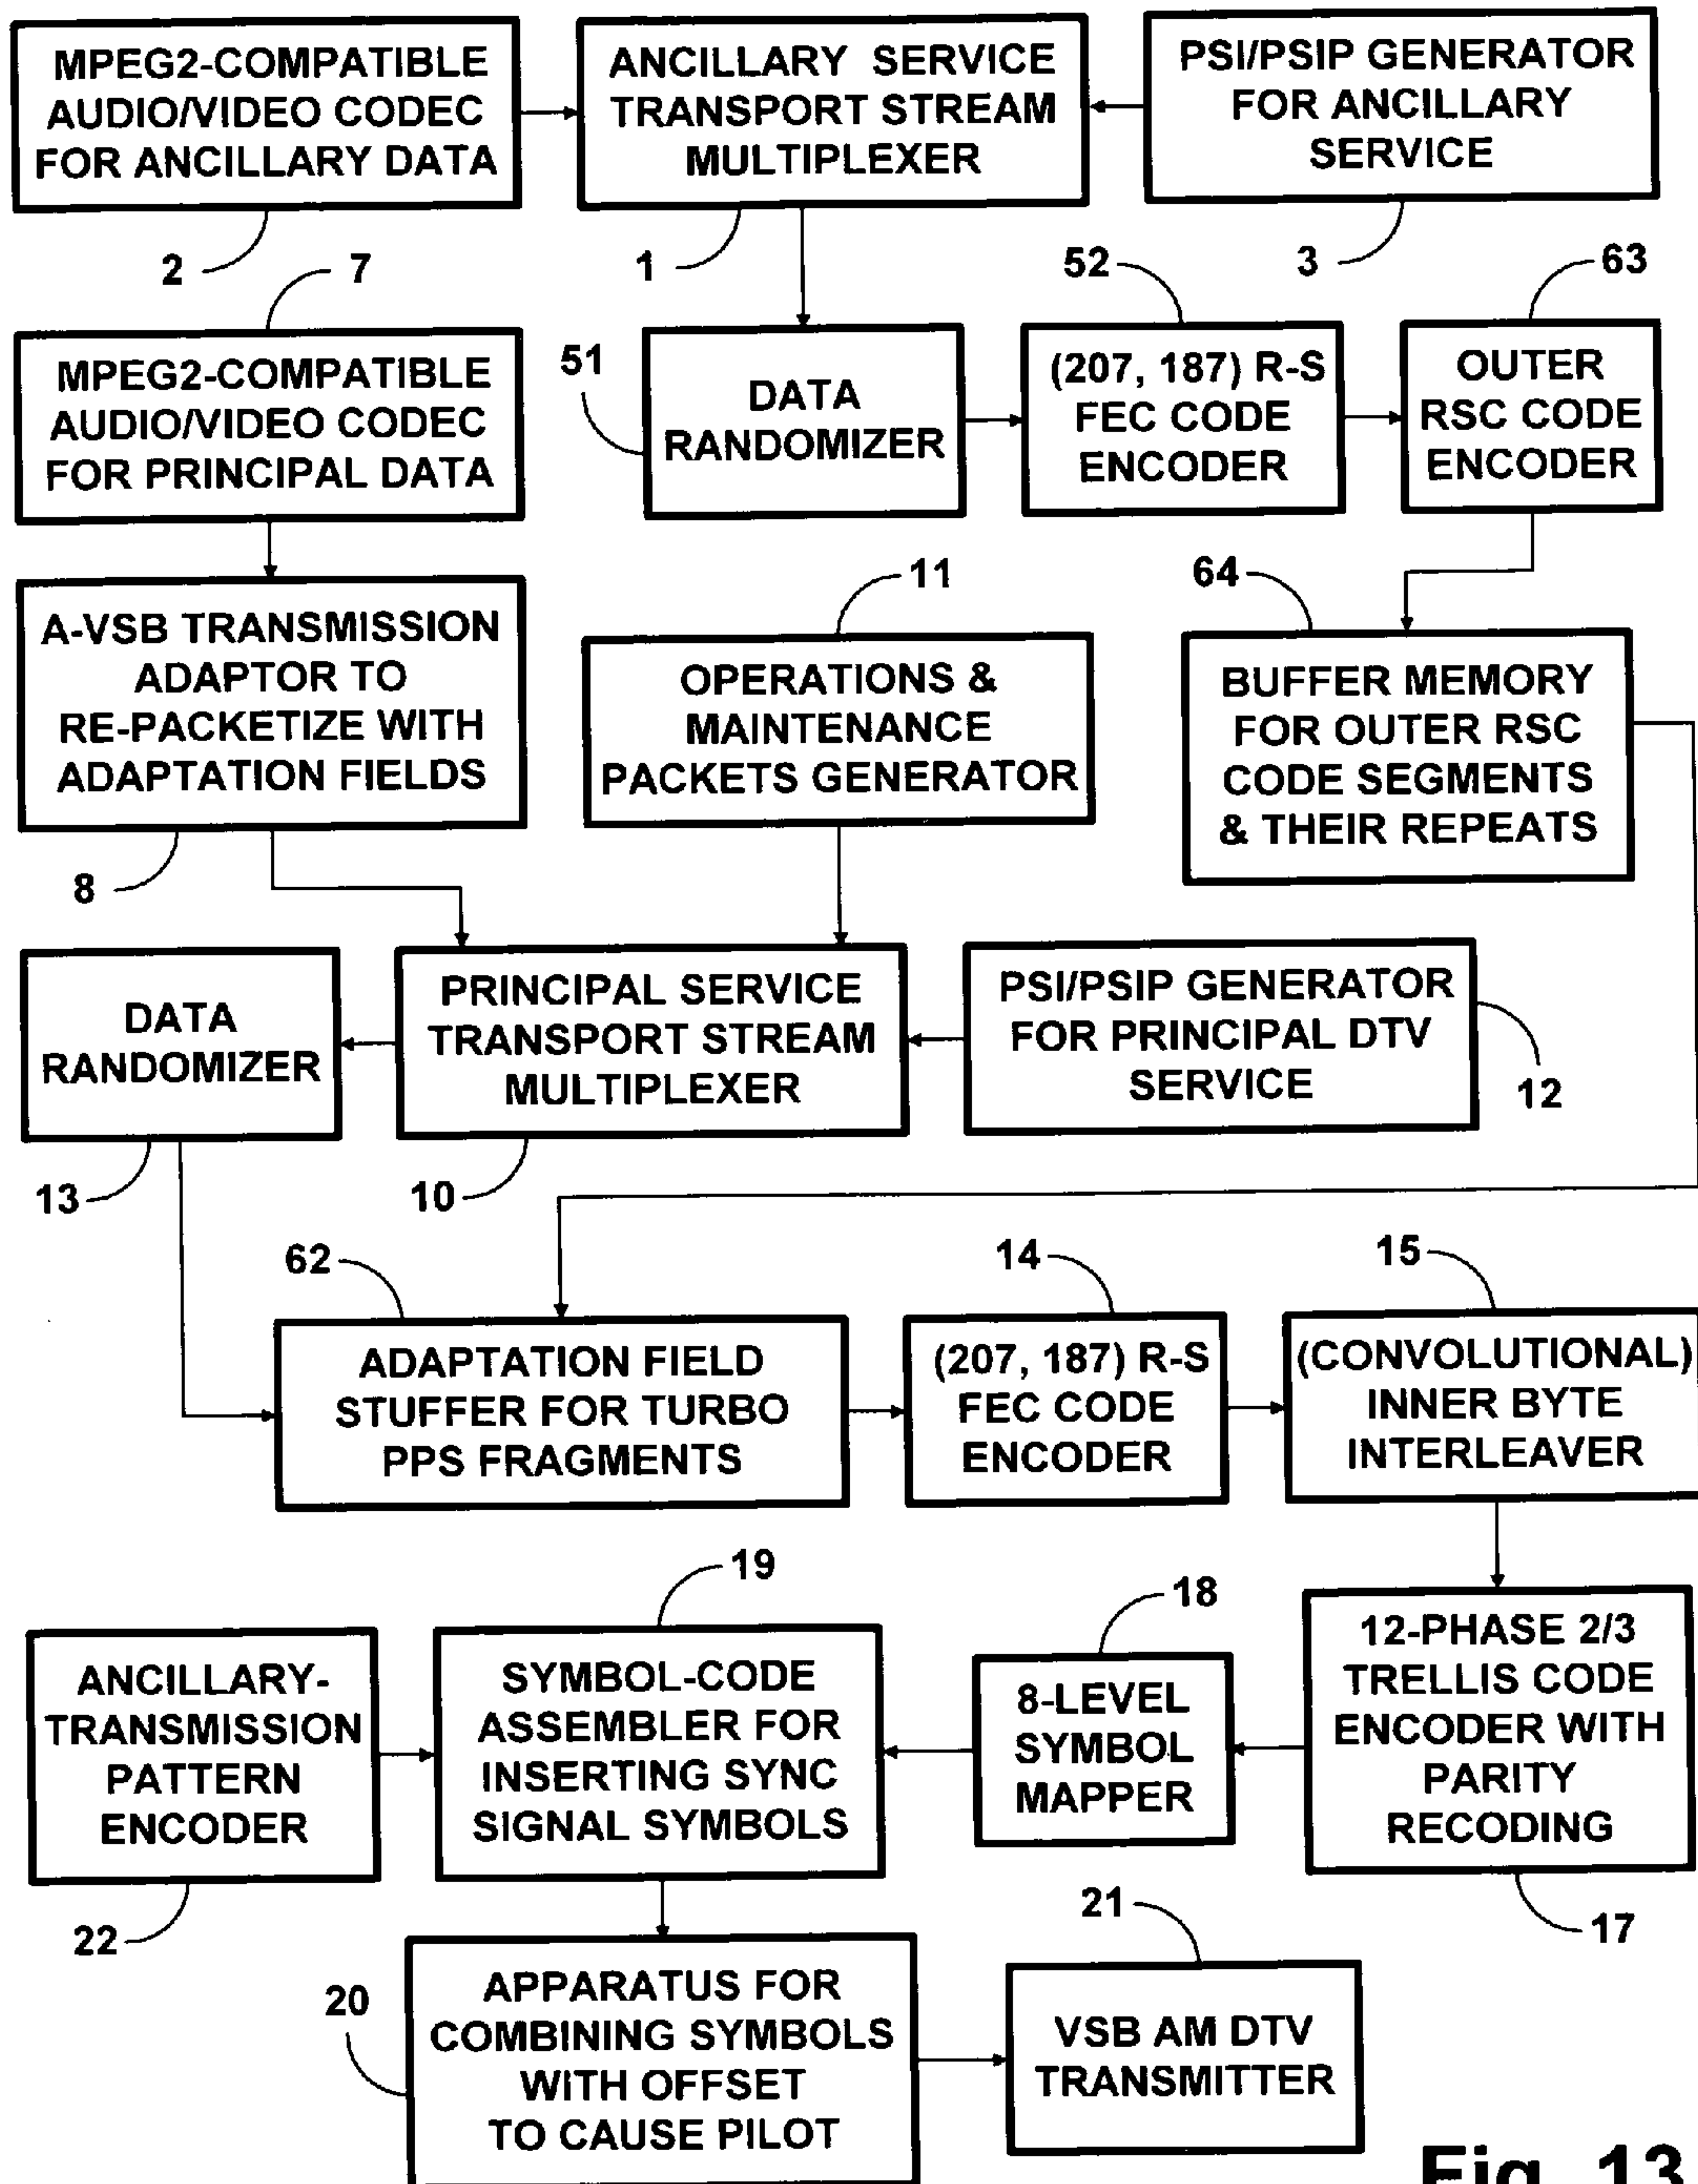 MPEG2-COMPATIBLE
AUDIO/VIDEO CODEC
FOR ANCILLARY DATA
2
ANCILLARY SERVICE
TRANSPORT STREAM
MULTIPLEXER
1
PSI/PSIP GENERATOR
FOR ANCILLARY
SERVICE
3
7
MPEG2-COMPATIBLE
AUDIO/VIDEO CODEC
FOR PRINCIPAL DATA
51
DATA
RANDOMIZER
52
(207, 187) R-S
FEC CODE
ENCODER
63
OUTER
RSC CODE
ENCODER
A-VSB TRANSMISSION
ADAPTOR TO
RE-PACKETIZE WITH
ADAPTATION FIELDS
8
11
OPERATIONS &
MAINTENANCE
PACKETS GENERATOR
64
BUFFER MEMORY
FOR OUTER RSC
CODE SEGMENTS
& THEIR REPEATS
DATA
RANDOMIZER
13
PRINCIPAL SERVICE
TRANSPORT STREAM
MULTIPLEXER
10
PSI/PSIP GENERATOR
FOR PRINCIPAL DTV
SERVICE
12
62
ADAPTATION FIELD
STUFFER FOR TURBO
PPS FRAGMENTS
14
(207, 187) R-S
FEC CODE
ENCODER
15
(CONVOLUTIONAL)
INNER BYTE
INTERLEAVER
ANCILLARY-
TRANSMISSION
PATTERN
ENCODER
22
19
SYMBOL-CODE
ASSEMBLER FOR
INSERTING SYNC
SIGNAL SYMBOLS
18
8-LEVEL
SYMBOL
MAPPER
12-PHASE 2/3
TRELLIS CODE
ENCODER WITH
PARITY
RECODING
17
20
APPARATUS FOR
COMBINING SYMBOLS
WITH OFFSET
TO CAUSE PILOT
21
VSB AM DTV
TRANSMITTER
Fig. 13